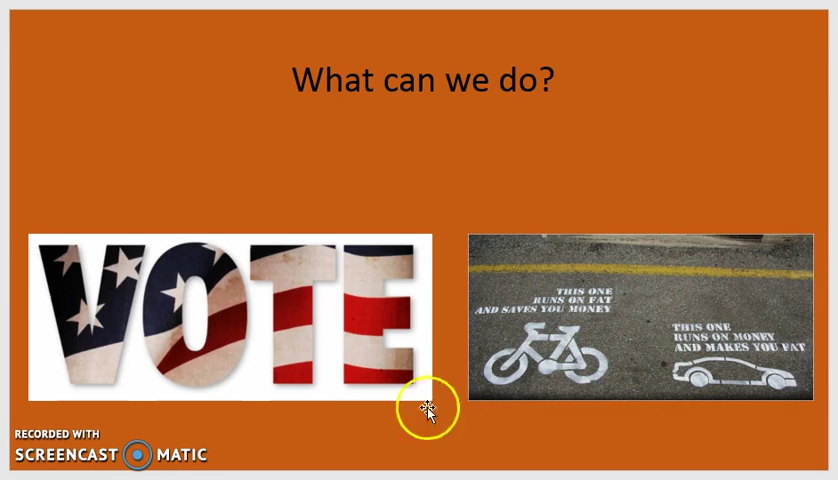 What can we do?
VOTE
THIS ONE
RUNS ON FAT
AND SAVES YOU MONEY
THIS ONE
RUNS ON MONEY
AND MAKES YOU FAT
RECORDED WITH
SCREENCAST MATIC